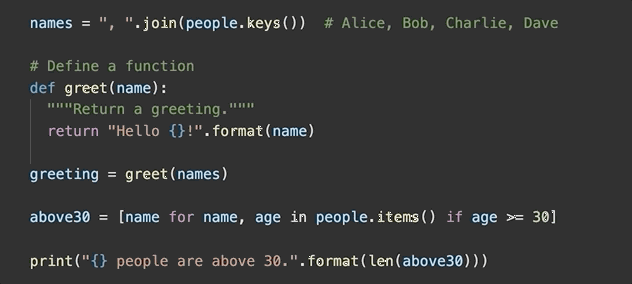 names = ", ".join(people.keys())  # Alice, Bob, Charlie, Dave
# Define a function
def greet(name):
  """Return a greeting."""
  return "Hello {}!".format(name)
greeting = greet(names)
above30 = [name for name, age in people.items() if age >= 30]
print("{} people are above 30.".format(len(above30)))